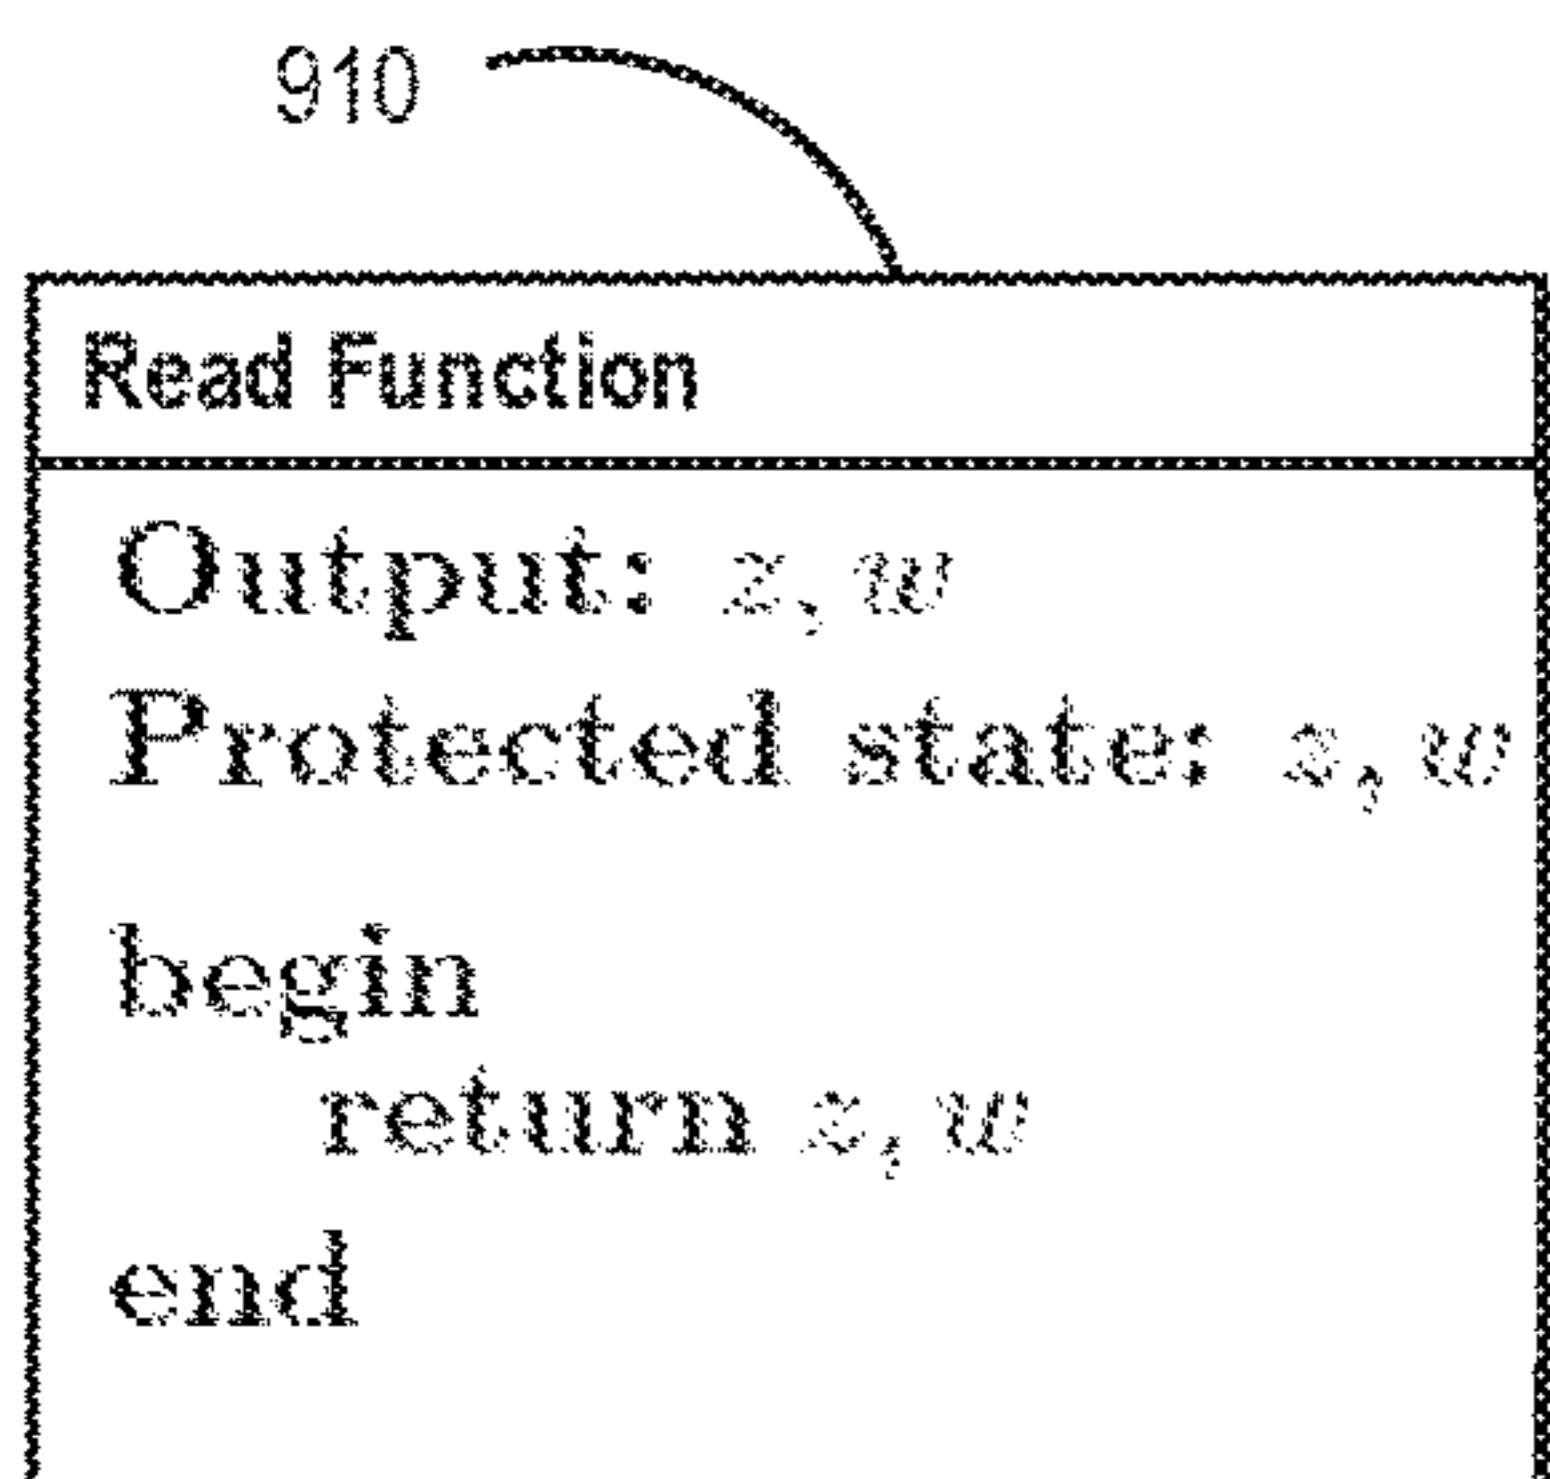 910
Read Function
Output: z, w
Protected state: z, w
begin
return z, w
end